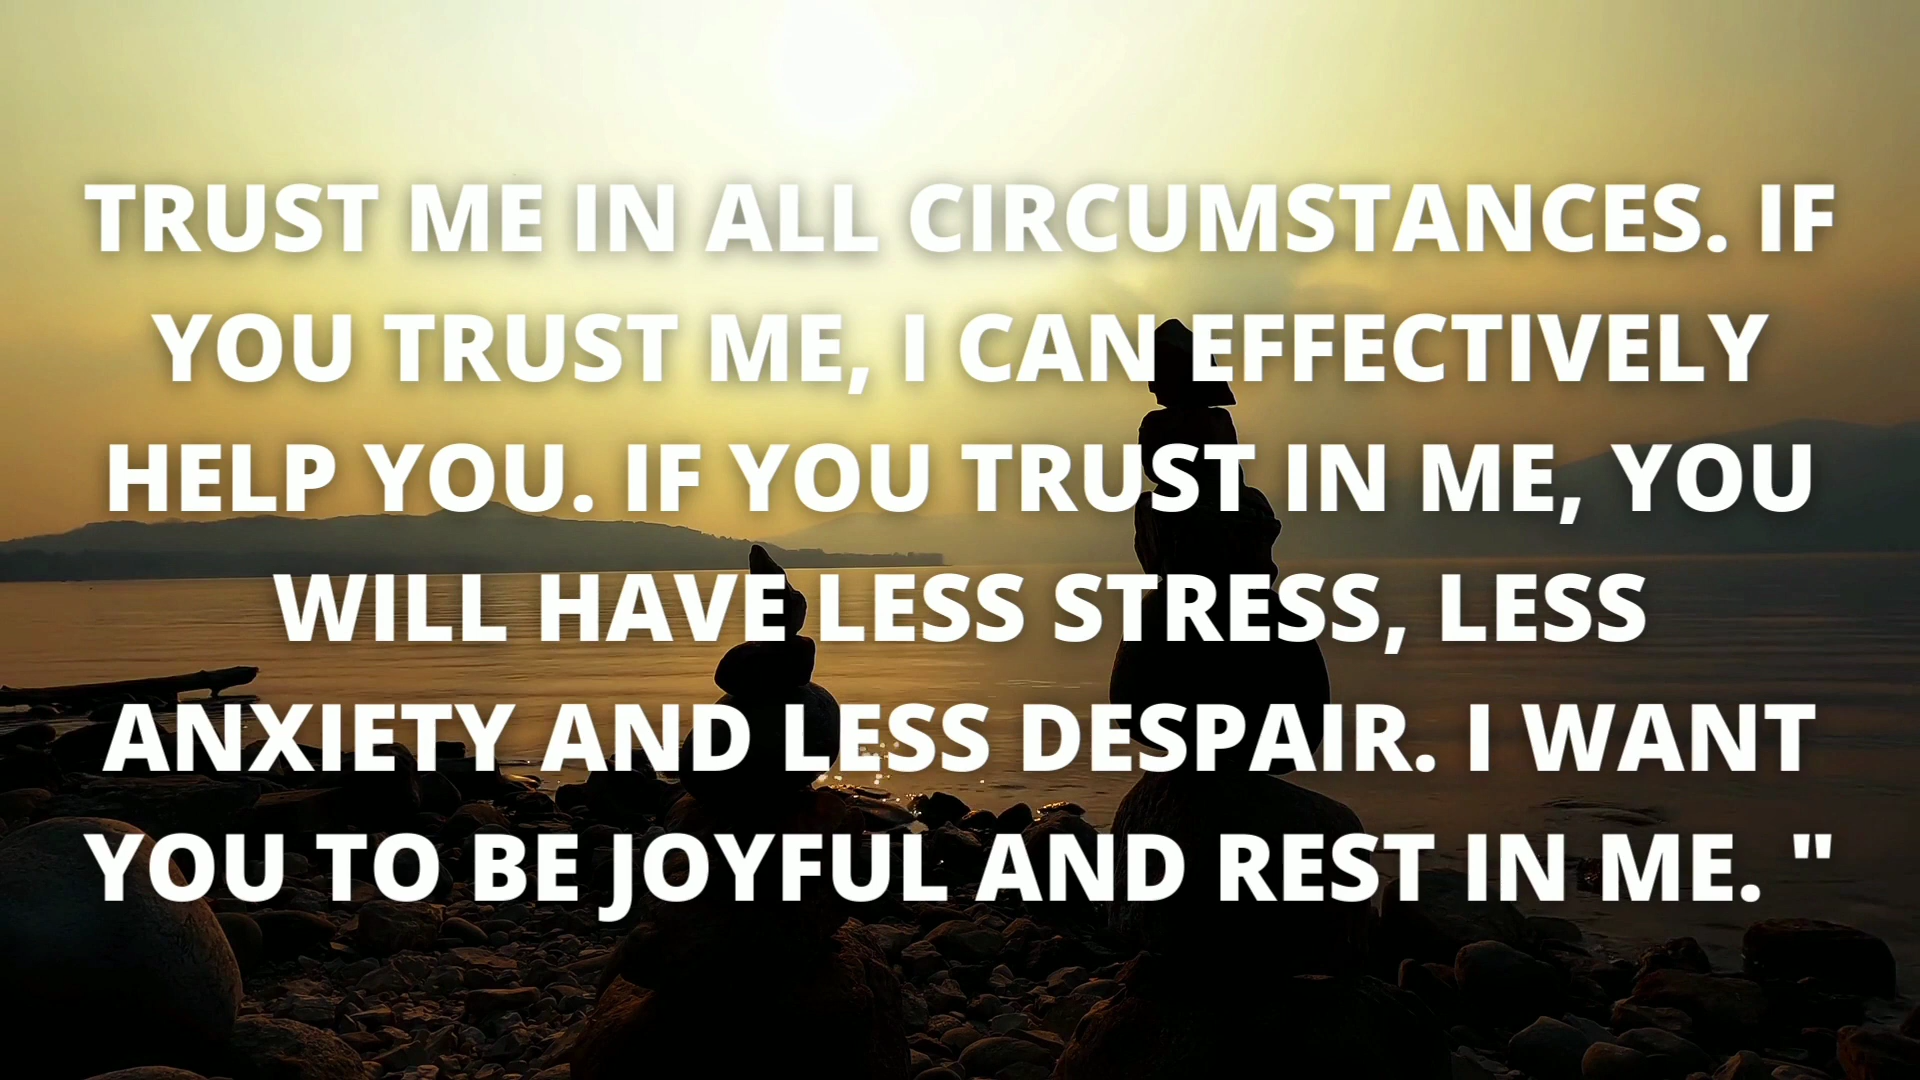 TRUST ME IN ALL CIRCUMSTANCES. IF
YOU TRUST ME, I CAN EFFECTIVELY
HELP YOU. IF YOU TRUST IN ME, YOU
WILL HAVE LESS STRESS, LESS
ANXIETY AND LESS DESPAIR. I WANT
YOU TO BE JOYFUL AND REST IN ME. "